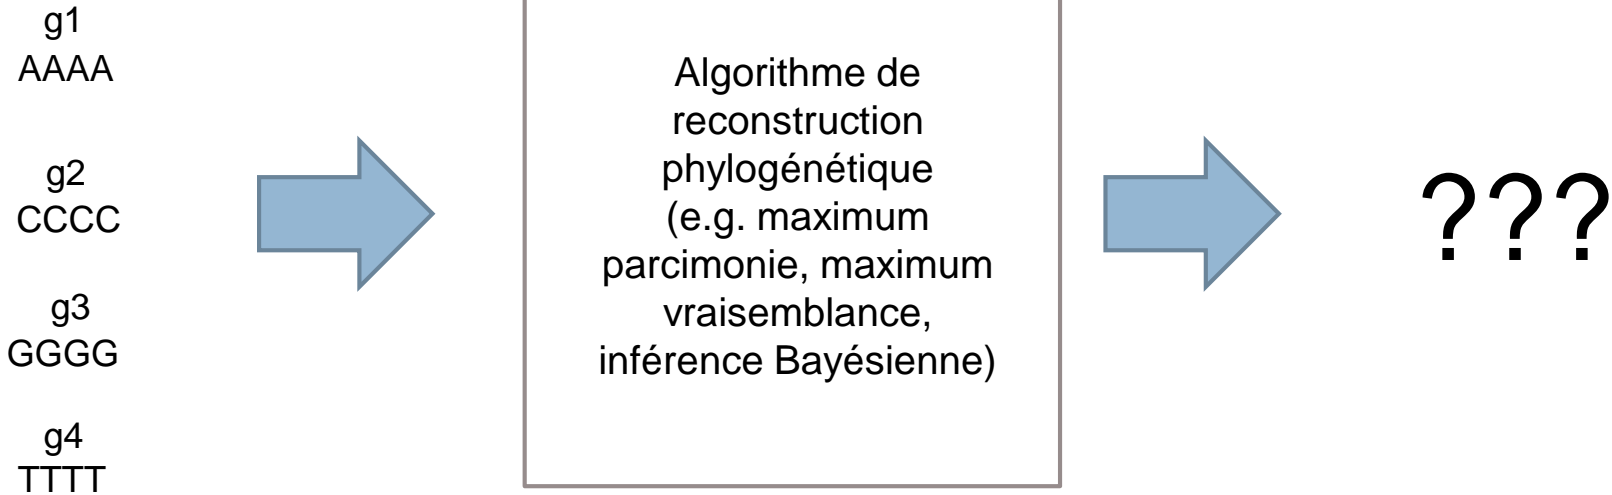 g1
AAAA
g2
CCCC
g3
GGGG
g4
TTTT
Algorithme de
reconstruction
phylogénétique
(e.g. maximum
parcimonie, maximum
vraisemblance,
inférence Bayésienne)
???